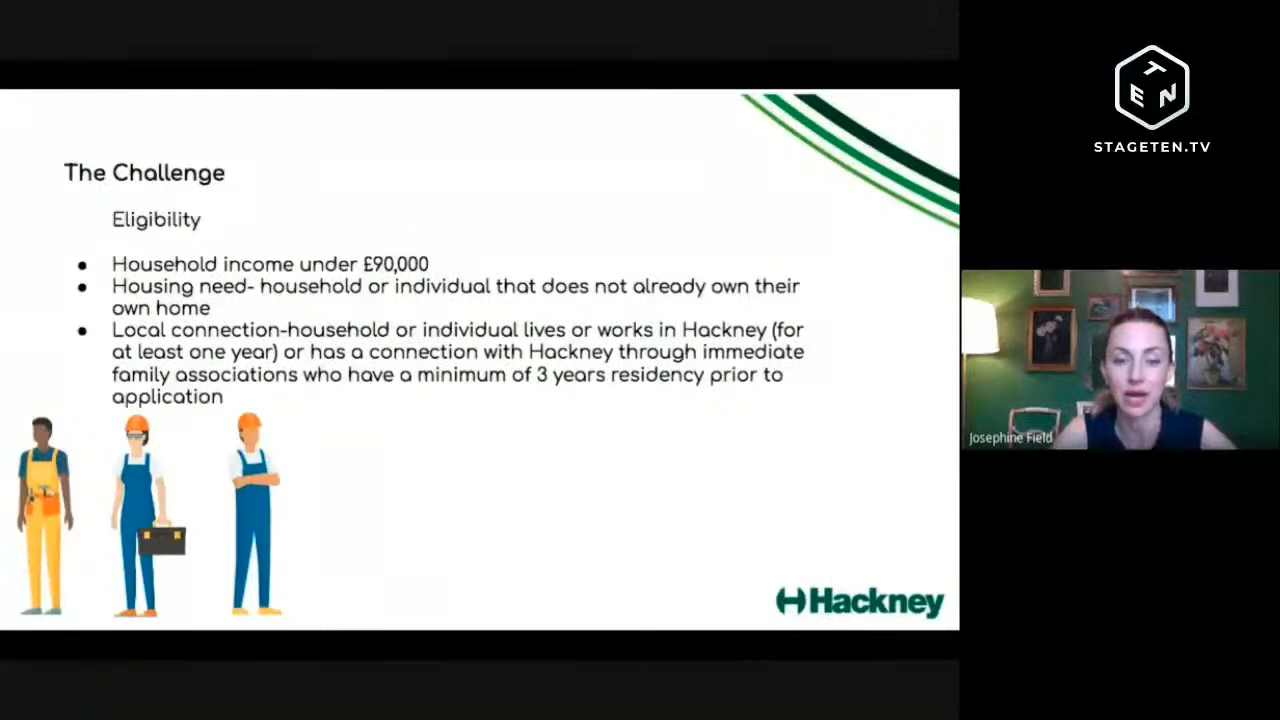 The Challenge
Eligibility
● Household income under £90,000
● Housing need- household or individual that does not already own their
own home
● Local connection-household or individual lives or works in Hackney (for
at least one year) or has a connection with Hackney through immediate
family associations who have a minimum of 3 years residency prior to
application
Hackney
TEN
STAGETEN.TV
Josephine Field